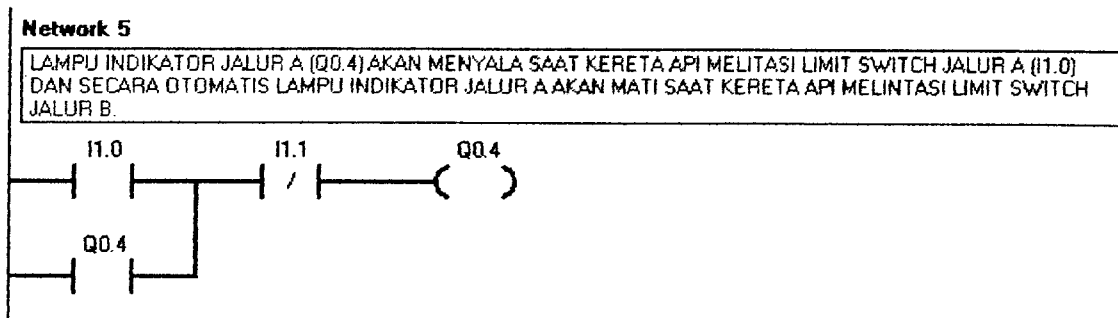 Network 5
LAMPU INDIKATOR JALUR A (Q0.4) AKAN MENYALA SAAT KERETA API MELITASI LIMIT SWITCH JALUR A (I1.0)
DAN SECARA OTOMATIS LAMPU INDIKATOR JALUR A AKAN MATI SAAT KERETA API MELINTASI LIMIT SWITCH
JALUR B.
I1.0 I1.1 Q0.4
/
Q0.4